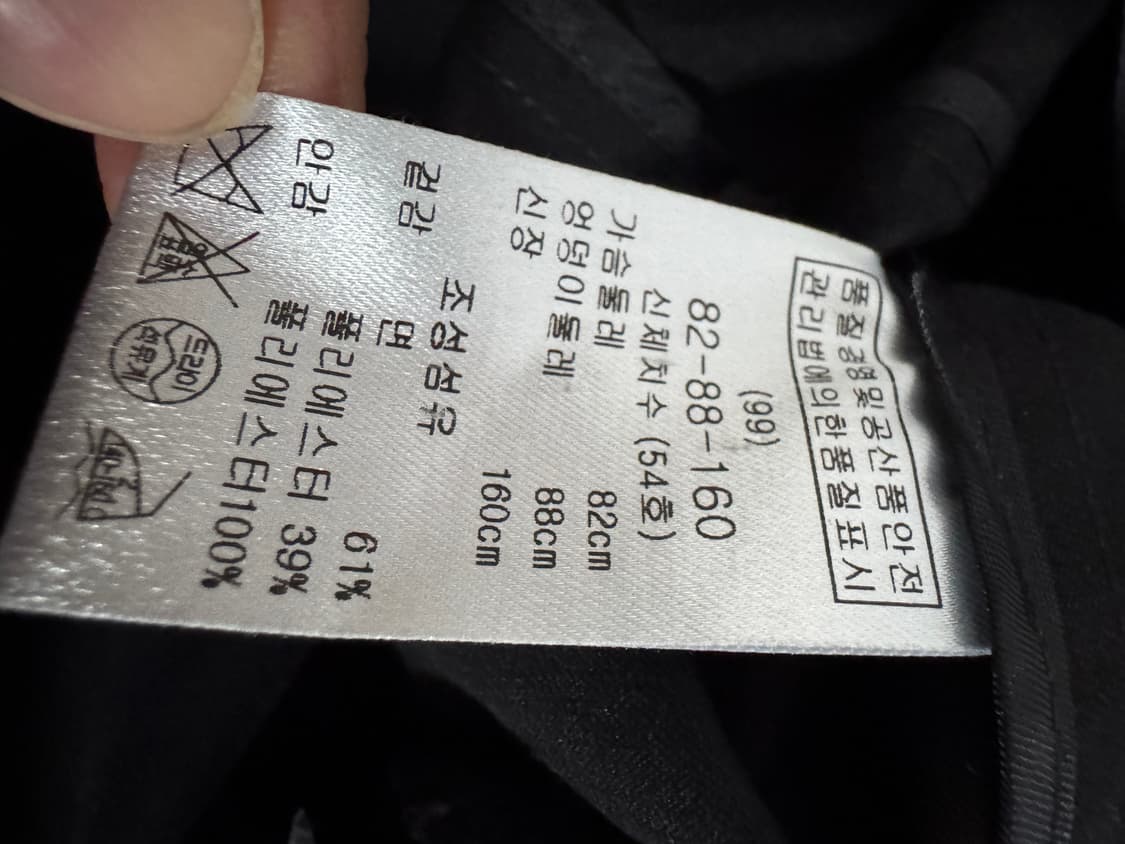 품질경영및공산품안전
관리법에의한품질표시
(99)
82-88-160
신체치수 (54호)
가슴둘레 82cm
엉덩이둘레 88cm
신장 160cm
조성섬유
겉감 면 61%
폴리에스터 39%
안감 폴리에스터100%
드라이
석유계